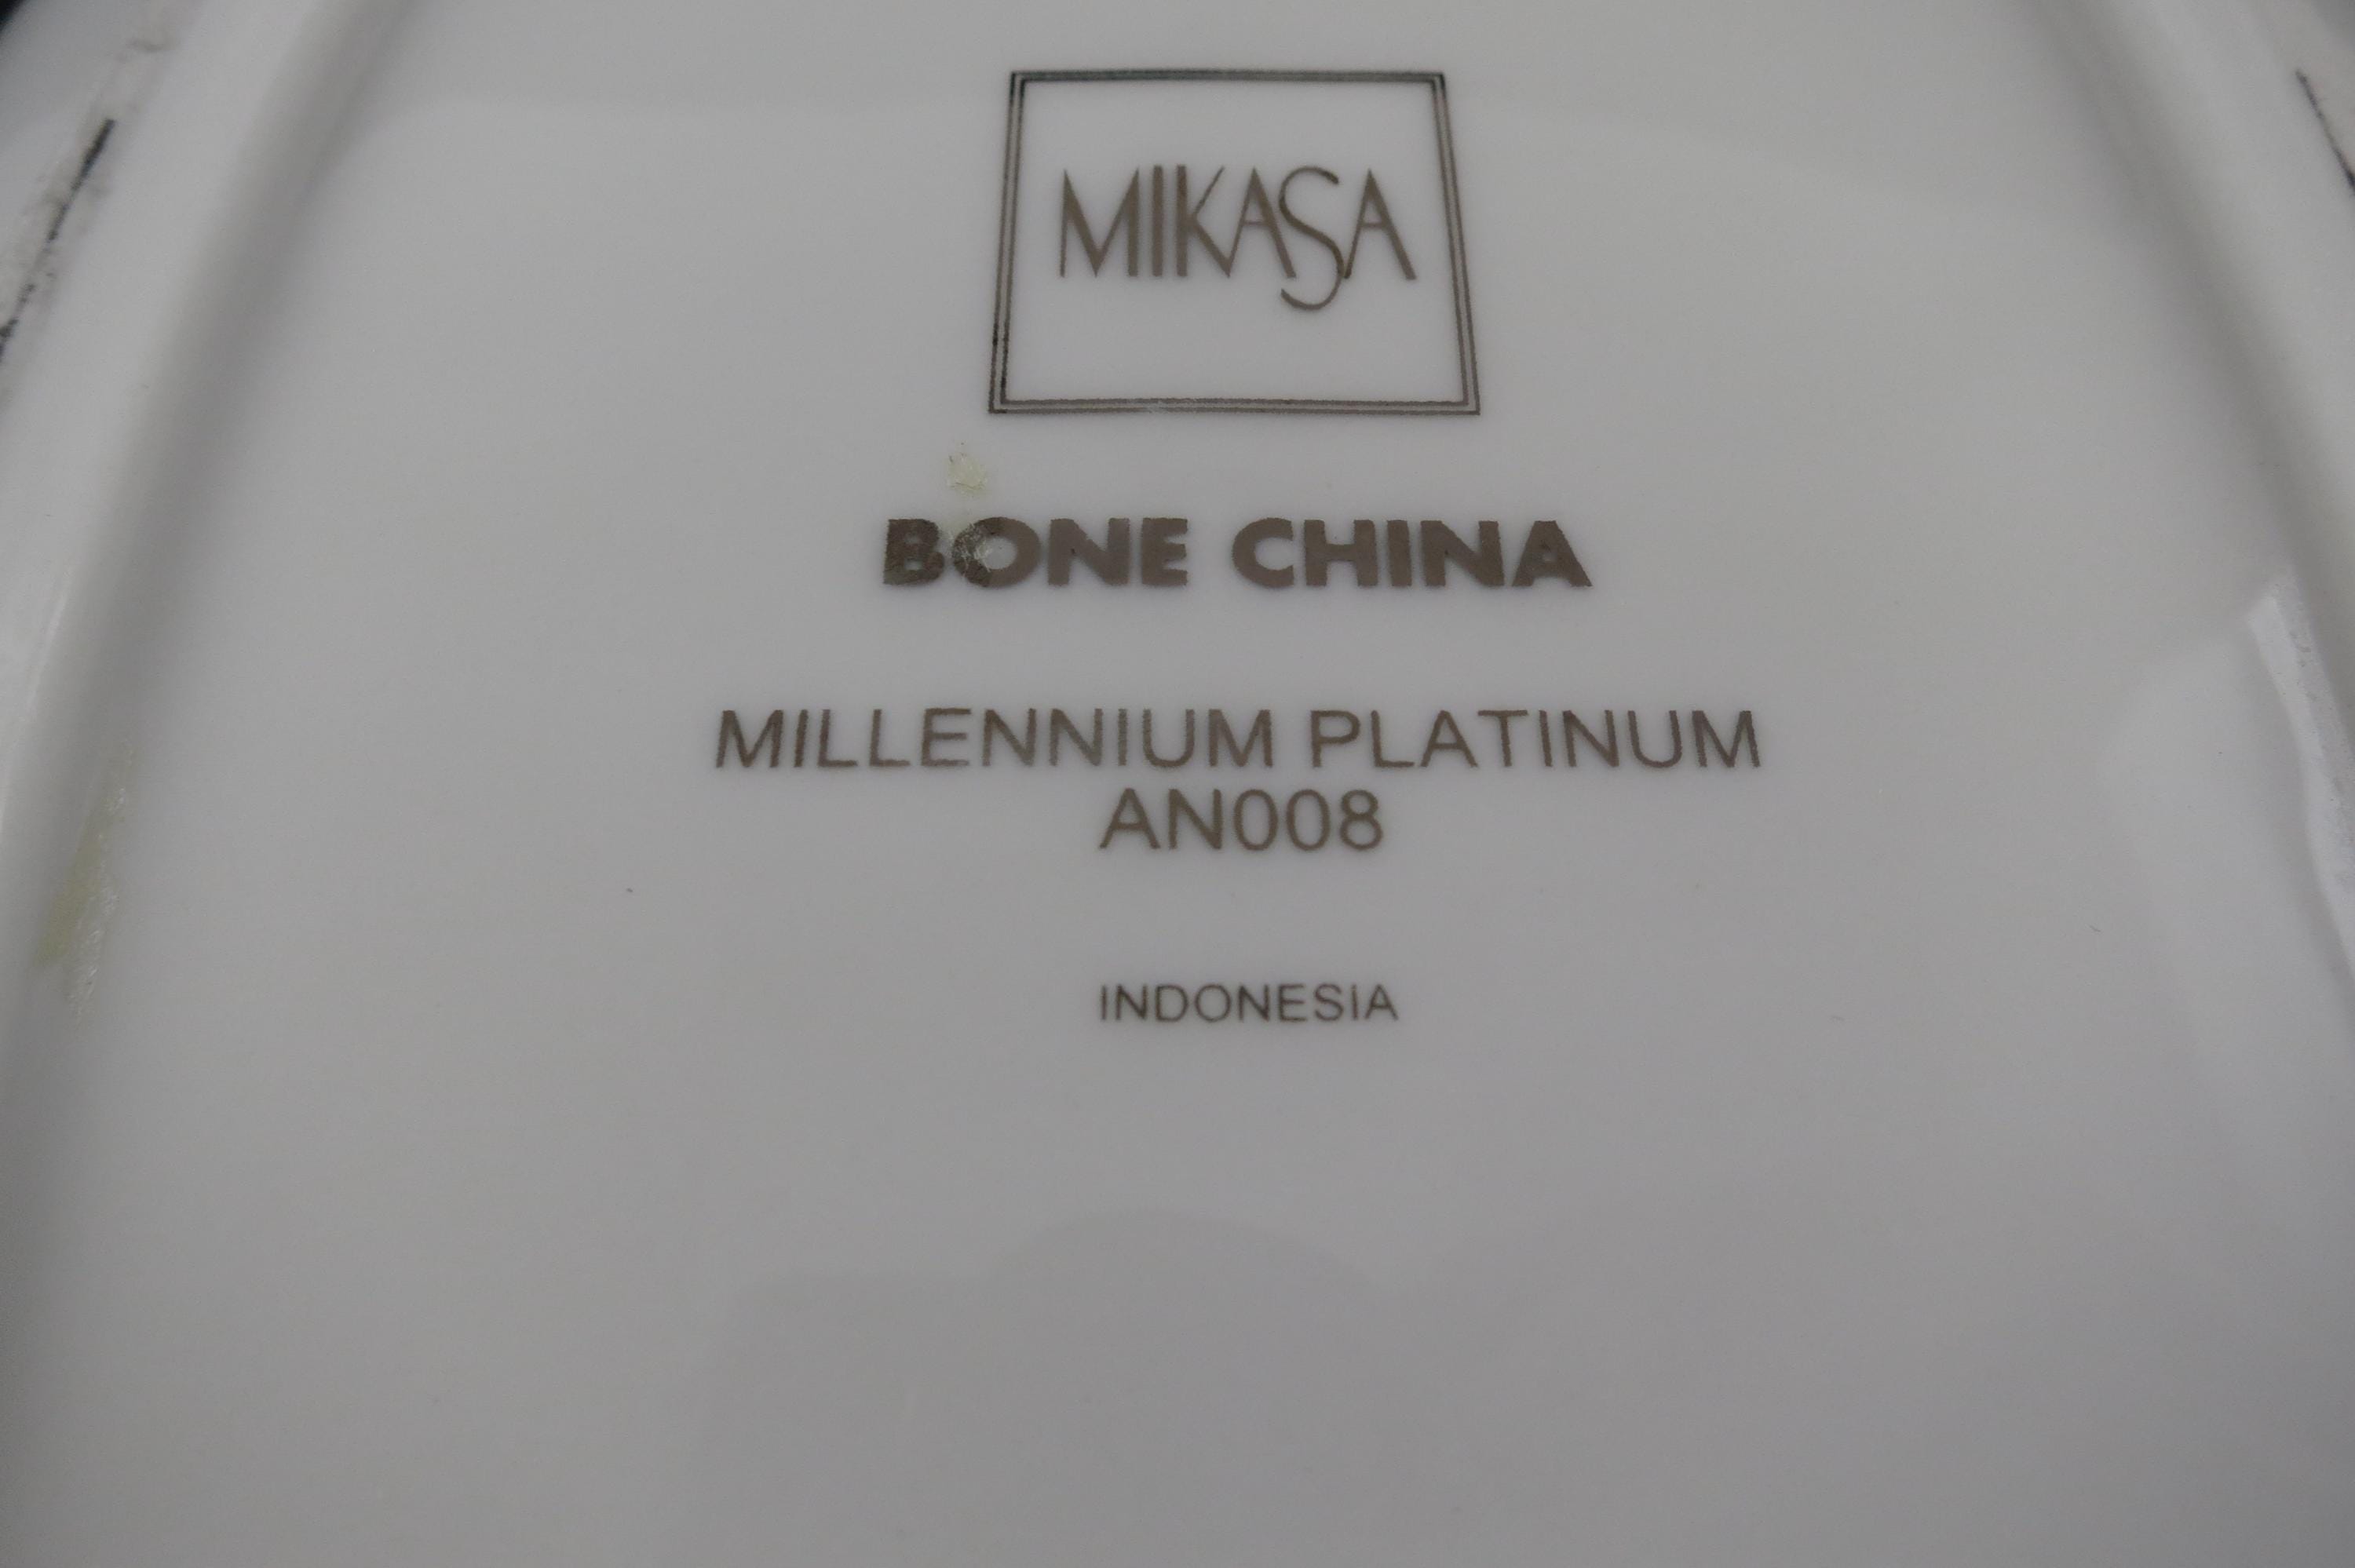 MIKASA
BONE CHINA
MILLENNIUM PLATINUM
AN008
INDONESIA